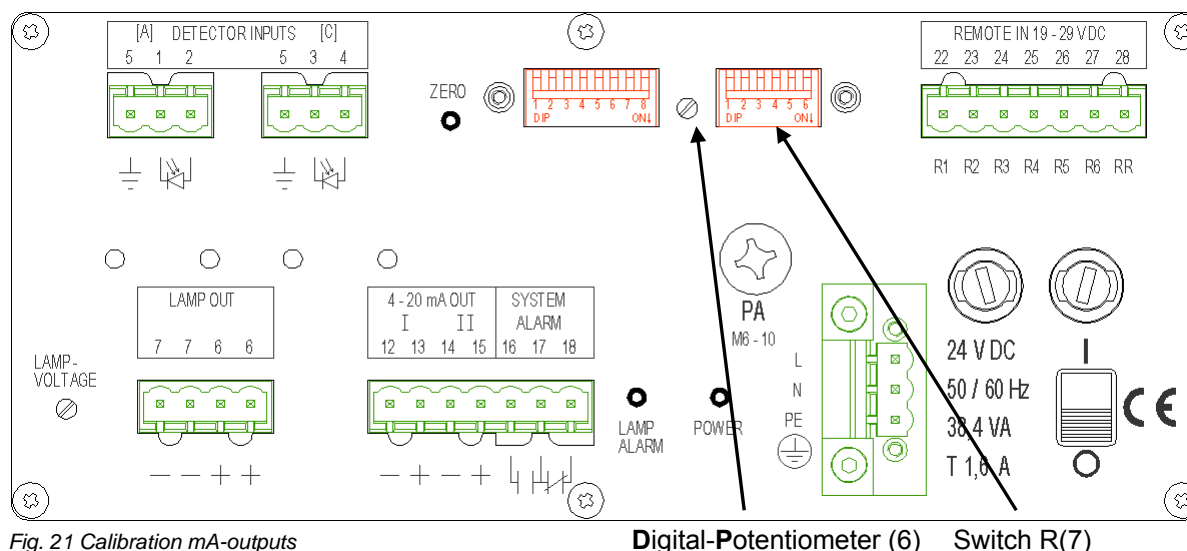 [A] DETECTOR INPUTS [C]
5 1 2 5 3 4
ZERO
1 2 3 4 5 6 7 8
DIP ON↓
1 2 3 4 5 6
DIP ON↓
REMOTE IN 19 - 29 VDC
22 23 24 25 26 27 28
R1 R2 R3 R4 R5 R6 RR
LAMP OUT
7 7 6 6
LAMP-
VOLTAGE
− − + +
4 - 20 mA OUT
I II
SYSTEM
ALARM
12 13 14 15 16 17 18
− + − +
LAMP
ALARM
POWER
PA
M6 - 10
L
N
PE
24 V DC
50 / 60 Hz
38,4 VA
T 1,6 A
I
O
CE
Fig. 21 Calibration mA-outputs
Digital-Potentiometer (6)
Switch R(7)